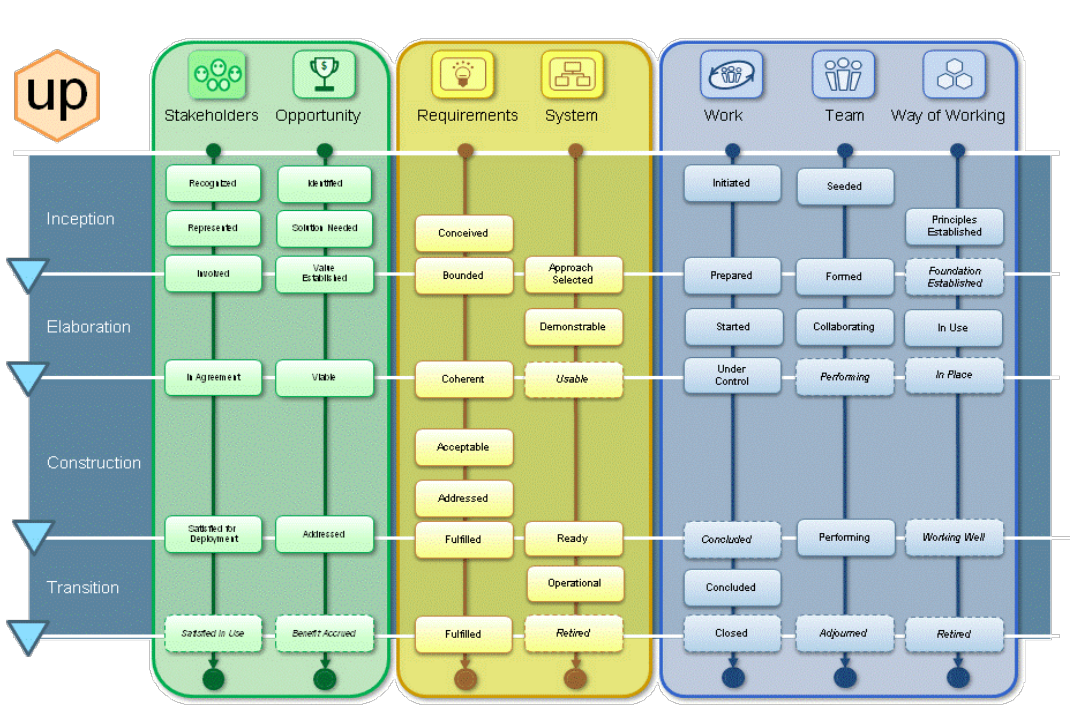 up
Stakeholders Opportunity Requirements System Work Team Way of Working
$
Inception
Recognized Identified Initiated Seeded
Represented Solution Needed Conceived Principles
Established
Involved Value
Established Bounded Approach
Selected Prepared Formed Foundation
Established
Elaboration
Demonstrable Started Collaborating In Use
In Agreement Viable Coherent Usable Under
Control Performing In Place
Construction
Acceptable
Addressed
Satisfied for
Deployment Addressed Fulfilled Ready Concluded Performing Working Well
Transition
Operational Concluded
Satisfied In Use Benefit Accrued Fulfilled Retired Closed Adjourned Retired